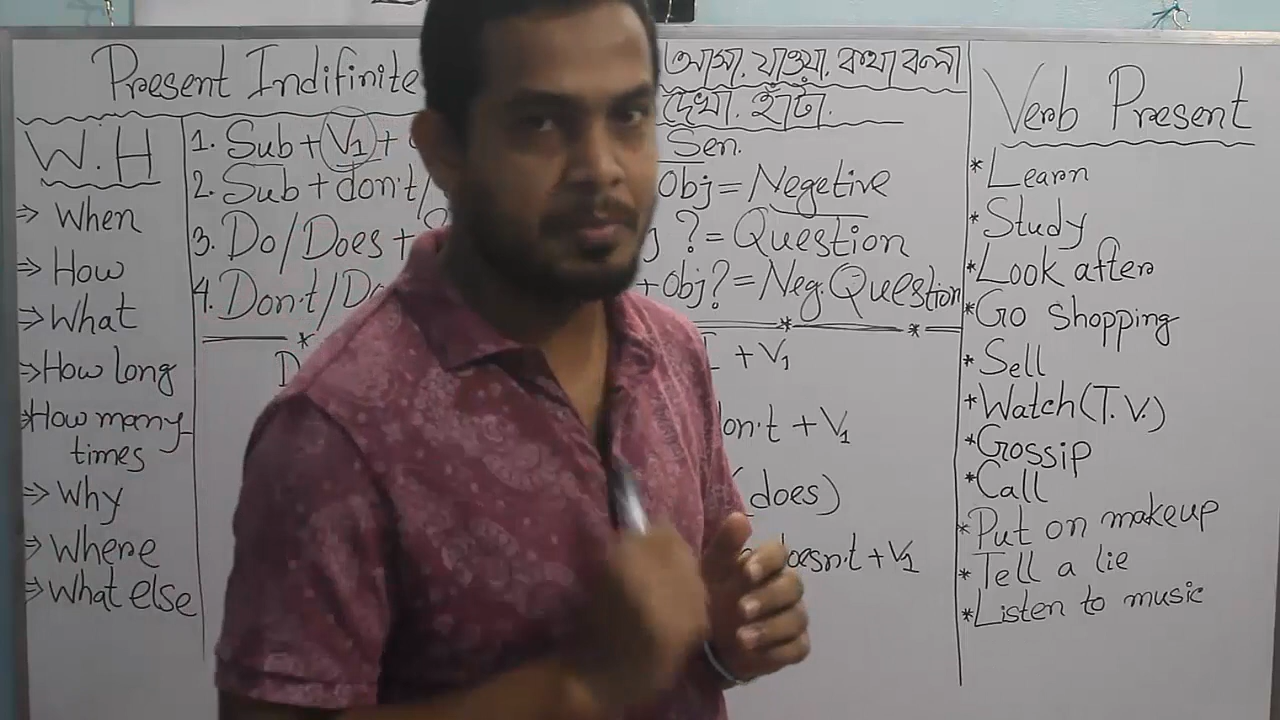 Present Indifinite
আসা. যাওয়া. কথা বলা
দেখা. হাঁটা.
W.H
⇒ When
⇒ How
⇒ What
⇒ How long
⇒ How many
times
⇒ Why
⇒ Where
⇒ What else
1. Sub + V1 + Sen.
2. Sub + don't/ Obj = Negetive
3. Do/Does + ? = Question
4. Don't/ + Obj? = Neg. Question
+ V1
+ V1
(does)
doesn't + V1
Verb Present
* Learn
* Study
* Look after
* Go shopping
* Sell
* Watch (T.V.)
* Gossip
* Call
* Put on makeup
* Tell a lie
* Listen to music